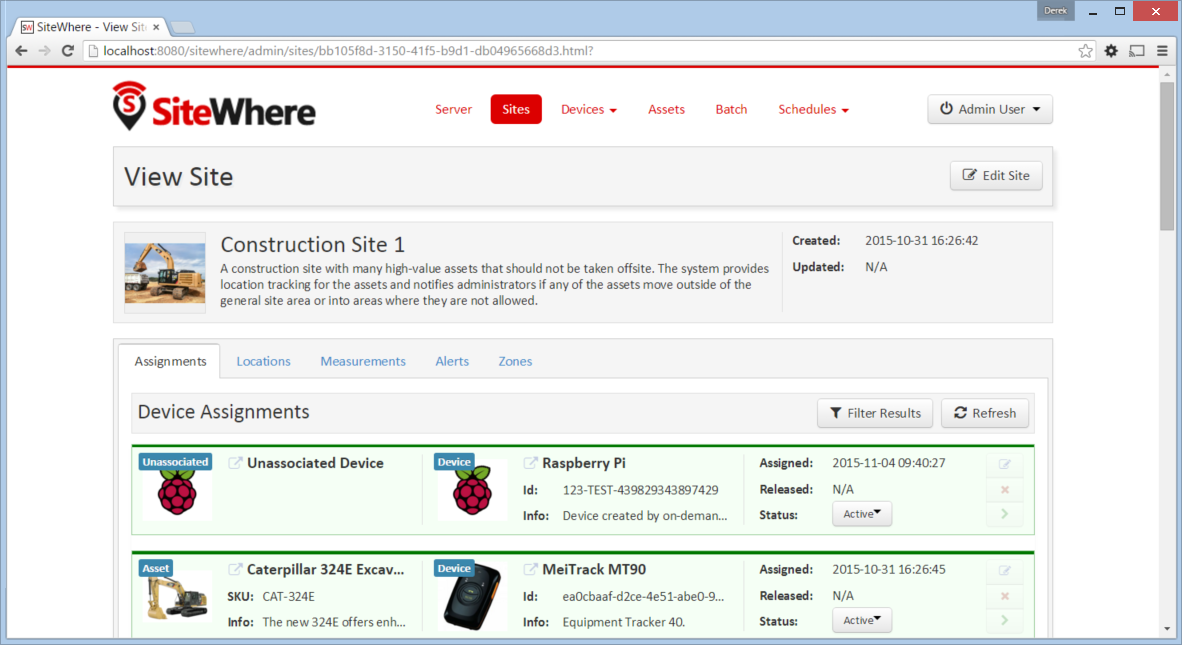 Derek
SW SiteWhere - View Sit
localhost:8080/sitewhere/admin/sites/bb105f8d-3150-41f5-b9d1-db04965668d3.html?
S SiteWhere
Server Sites Devices Assets Batch Schedules Admin User
View Site
Edit Site
Construction Site 1
A construction site with many high-value assets that should not be taken offsite. The system provides
location tracking for the assets and notifies administrators if any of the assets move outside of the
general site area or into areas where they are not allowed.
Created: 2015-10-31 16:26:42
Updated: N/A
Assignments Locations Measurements Alerts Zones
Device Assignments
Filter Results Refresh
Unassociated Unassociated Device
Device Raspberry Pi
Id: 123-TEST-439829343897429
Info: Device created by on-deman...
Assigned: 2015-11-04 09:40:27
Released: N/A
Status: Active
Asset Caterpillar 324E Excav...
SKU: CAT-324E
Info: The new 324E offers enh...
Device MeiTrack MT90
Id: ea0cbaaf-d2ce-4e51-abe0-9...
Info: Equipment Tracker 40.
Assigned: 2015-10-31 16:26:45
Released: N/A
Status: Active